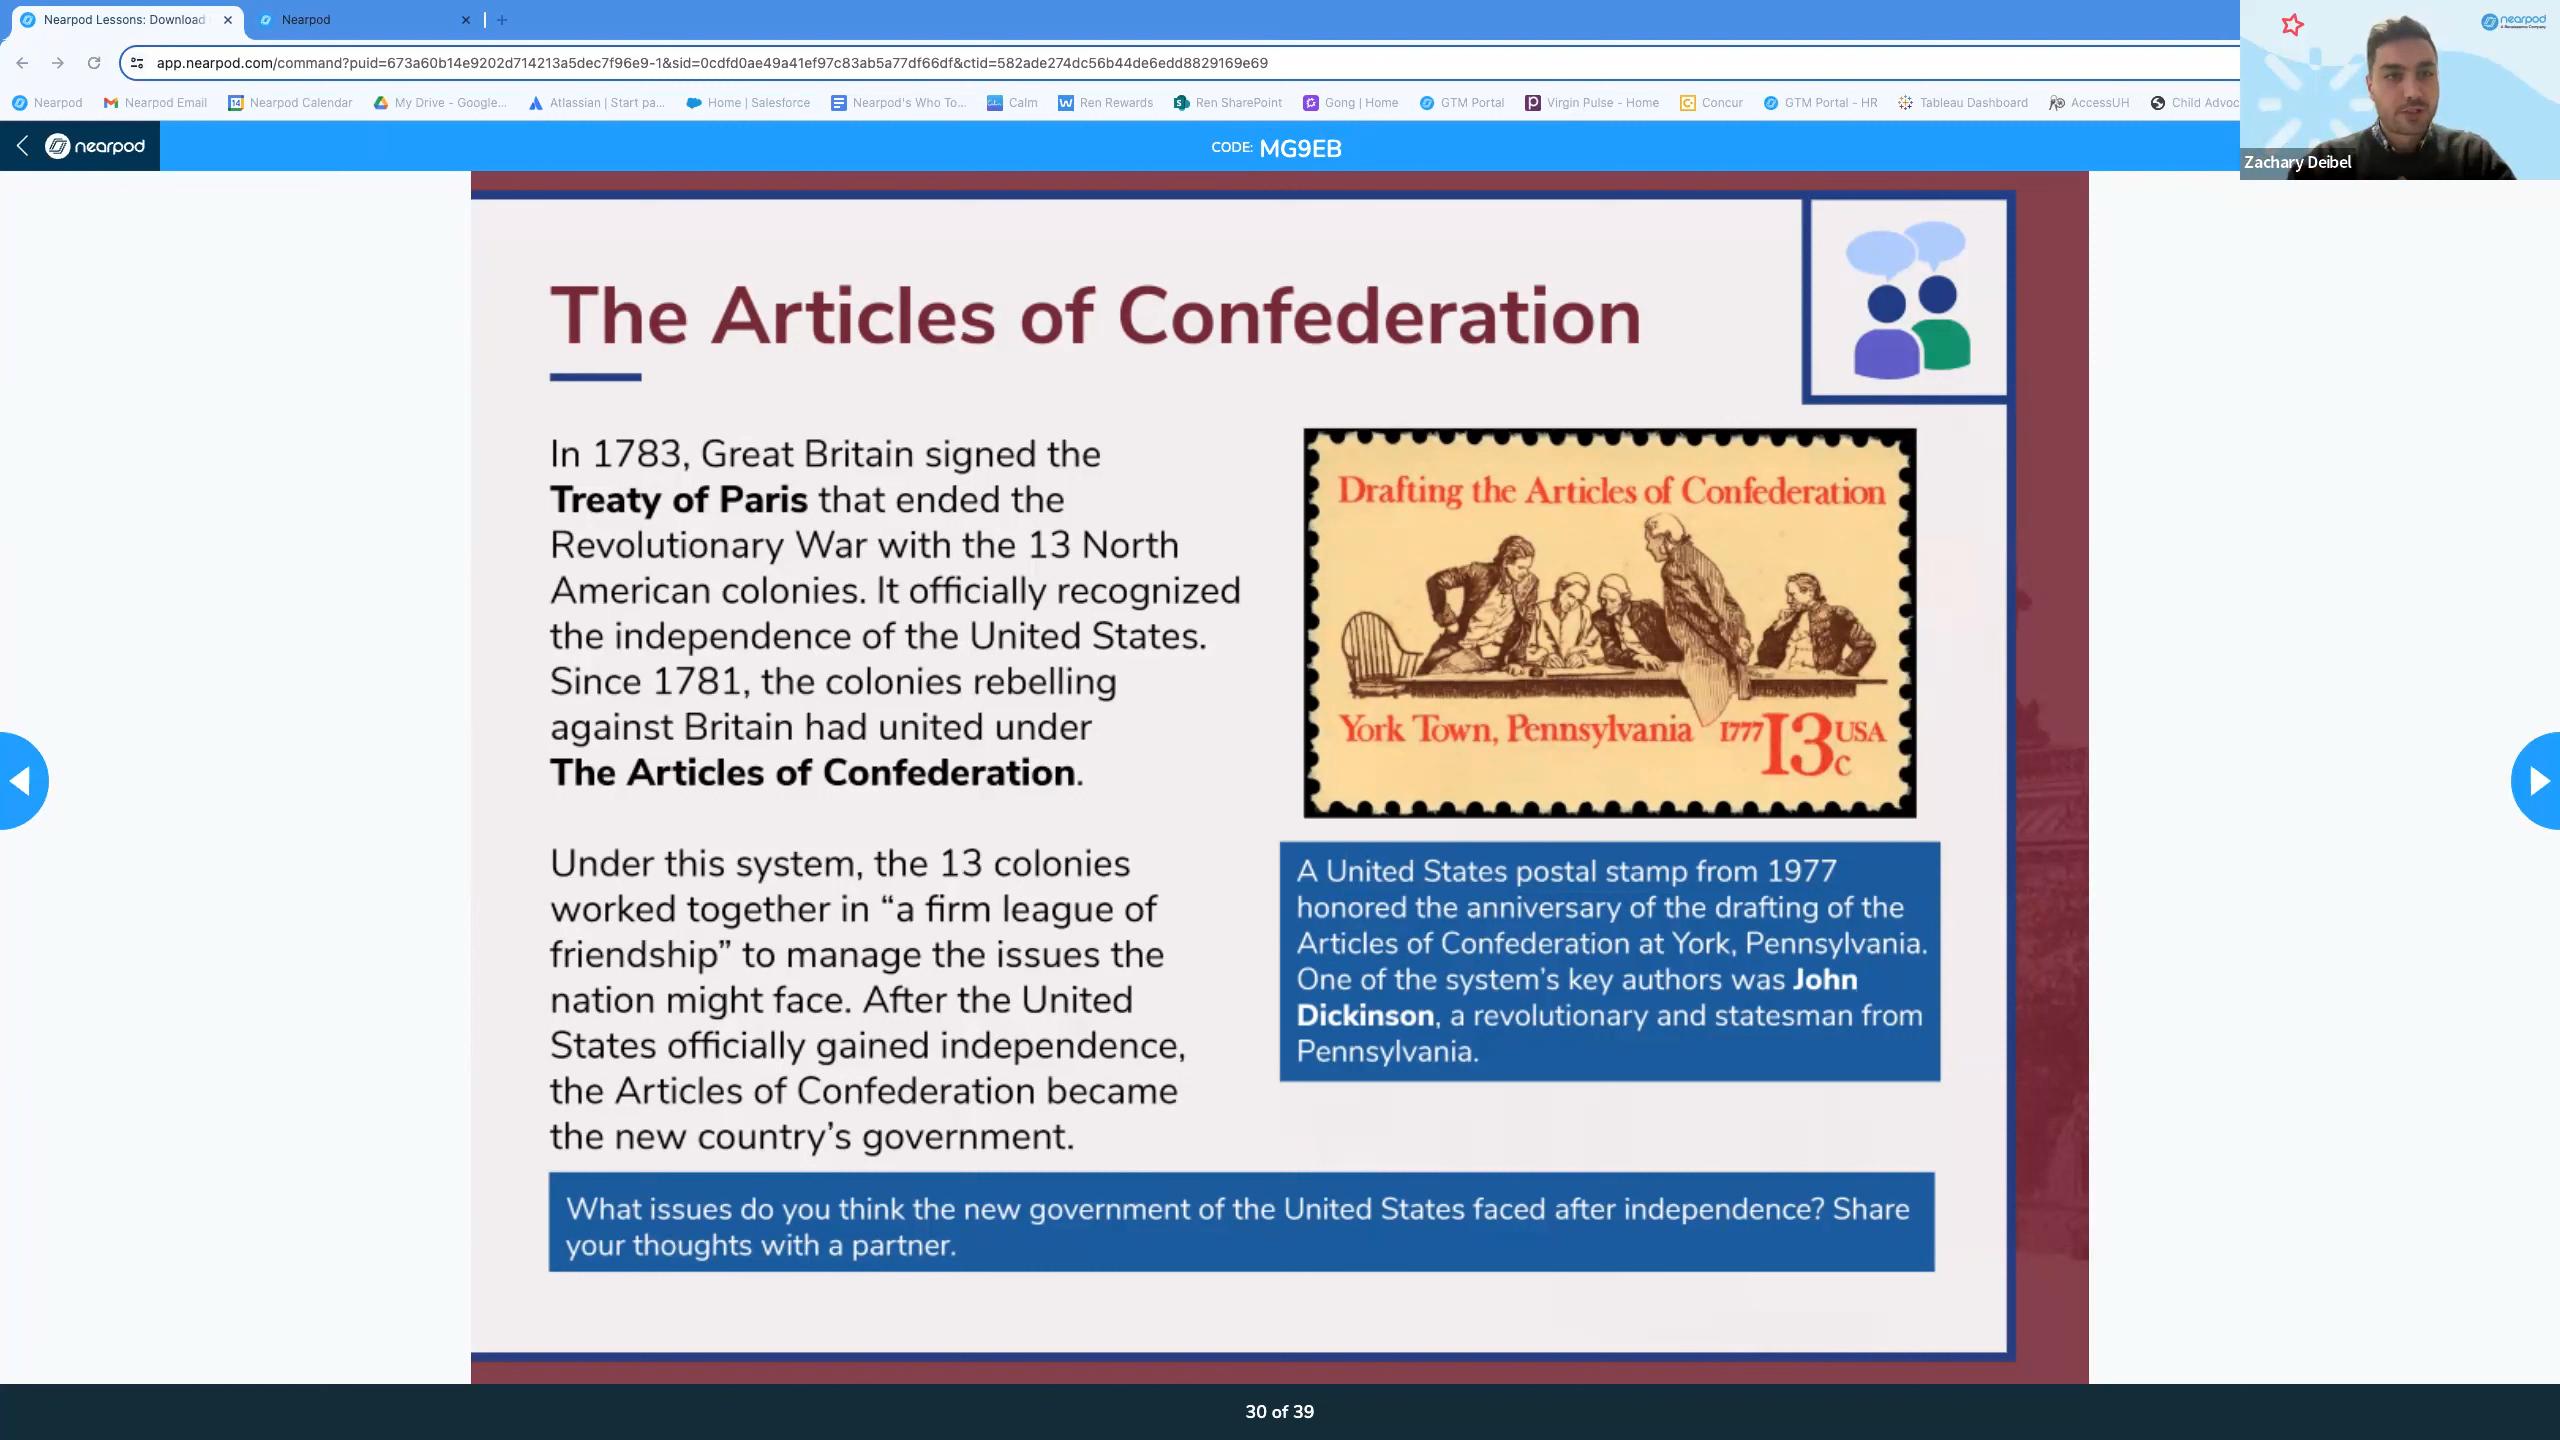 Nearpod Lessons: Download
Nearpod
app.nearpod.com/command?puid=673a60b14e9202d714213a5dec7f96e9-1&sid=0cdfd0ae49a41ef97c83ab5a77df66df&ctid=582ade274dc56b44de6edd8829169e69
Nearpod Nearpod Email 14 Nearpod Calendar My Drive - Google... Atlassian | Start pa... Home | Salesforce Nearpod's Who To... Calm Ren Rewards Ren SharePoint Gong | Home GTM Portal Virgin Pulse - Home Concur GTM Portal - HR Tableau Dashboard AccessUH Child Advoc
nearpod
Zachary Deibel
nearpod
CODE: MG9EB
The Articles of Confederation
In 1783, Great Britain signed the
Treaty of Paris that ended the
Revolutionary War with the 13 North
American colonies. It officially recognized
the independence of the United States.
Since 1781, the colonies rebelling
against Britain had united under
The Articles of Confederation.
Under this system, the 13 colonies
worked together in “a firm league of
friendship” to manage the issues the
nation might face. After the United
States officially gained independence,
the Articles of Confederation became
the new country’s government.
Drafting the Articles of Confederation
York Town, Pennsylvania 1777 13c USA
A United States postal stamp from 1977
honored the anniversary of the drafting of the
Articles of Confederation at York, Pennsylvania.
One of the system’s key authors was John
Dickinson, a revolutionary and statesman from
Pennsylvania.
What issues do you think the new government of the United States faced after independence? Share
your thoughts with a partner.
30 of 39